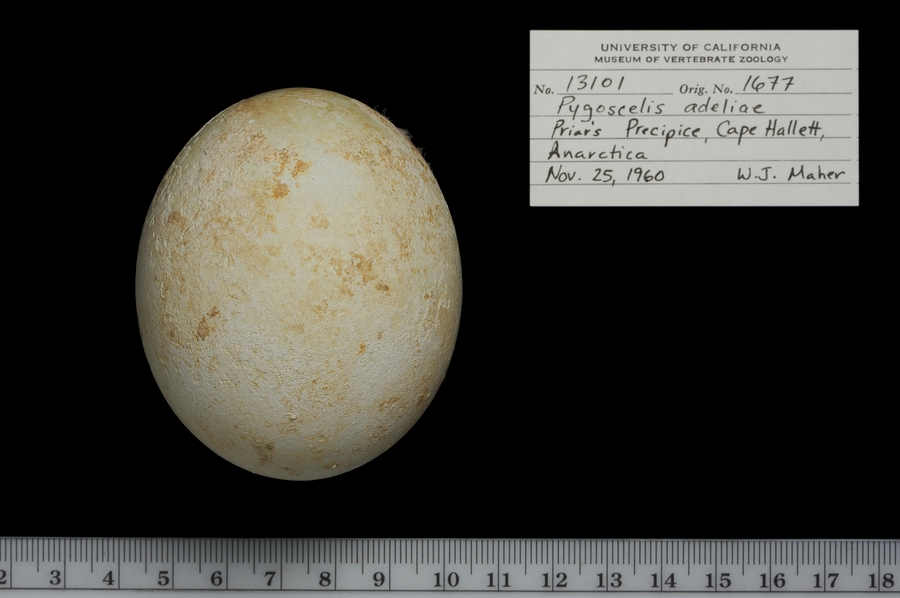 UNIVERSITY OF CALIFORNIA
MUSEUM OF VERTEBRATE ZOOLOGY
No. 13101 Orig. No. 1677
Pygoscelis adeliae
Priar's Precipice, Cape Hallett,
Anarctica
Nov. 25, 1960 W.J. Maher
2 3 4 5 6 7 8 9 10 11 12 13 14 15 16 17 18